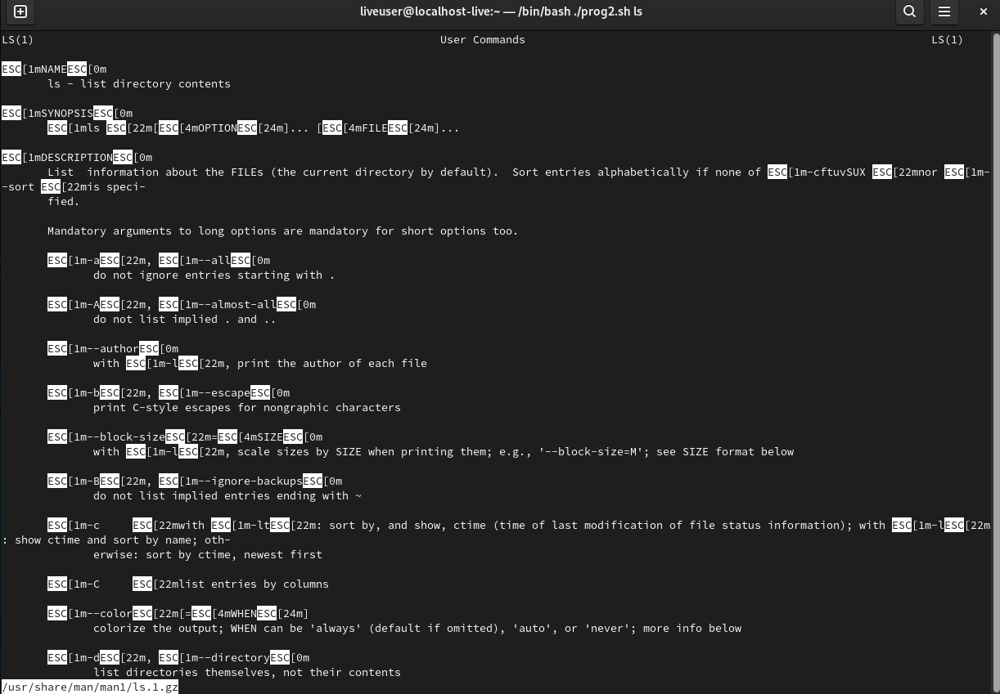 liveuser@localhost-live:~ — /bin/bash ./prog2.sh ls
LS(1) User Commands LS(1)
ESC[1mNAMEESC[0m
ls - list directory contents
ESC[1mSYNOPSISESC[0m
ESC[1mls ESC[22m[ESC[4mOPTIONESC[24m]... [ESC[4mFILEESC[24m]...
ESC[1mDESCRIPTIONESC[0m
List  information about the FILEs (the current directory by default).  Sort entries alphabetically if none of ESC[1m-cftuvSUX ESC[22mnor ESC[1m-
-sort ESC[22mis speci-
fied.
Mandatory arguments to long options are mandatory for short options too.
ESC[1m-aESC[22m, ESC[1m--allESC[0m
do not ignore entries starting with .
ESC[1m-AESC[22m, ESC[1m--almost-allESC[0m
do not list implied . and ..
ESC[1m--authorESC[0m
with ESC[1m-lESC[22m, print the author of each file
ESC[1m-bESC[22m, ESC[1m--escapeESC[0m
print C-style escapes for nongraphic characters
ESC[1m--block-sizeESC[22m=ESC[4mSIZEESC[0m
with ESC[1m-lESC[22m, scale sizes by SIZE when printing them; e.g., '--block-size=M'; see SIZE format below
ESC[1m-BESC[22m, ESC[1m--ignore-backupsESC[0m
do not list implied entries ending with ~
ESC[1m-c     ESC[22mwith ESC[1m-ltESC[22m: sort by, and show, ctime (time of last modification of file status information); with ESC[1m-lESC[22m
: show ctime and sort by name; oth-
erwise: sort by ctime, newest first
ESC[1m-C     ESC[22mlist entries by columns
ESC[1m--colorESC[22m[=ESC[4mWHENESC[24m]
colorize the output; WHEN can be 'always' (default if omitted), 'auto', or 'never'; more info below
ESC[1m-dESC[22m, ESC[1m--directoryESC[0m
list directories themselves, not their contents
/usr/share/man/man1/ls.1.gz